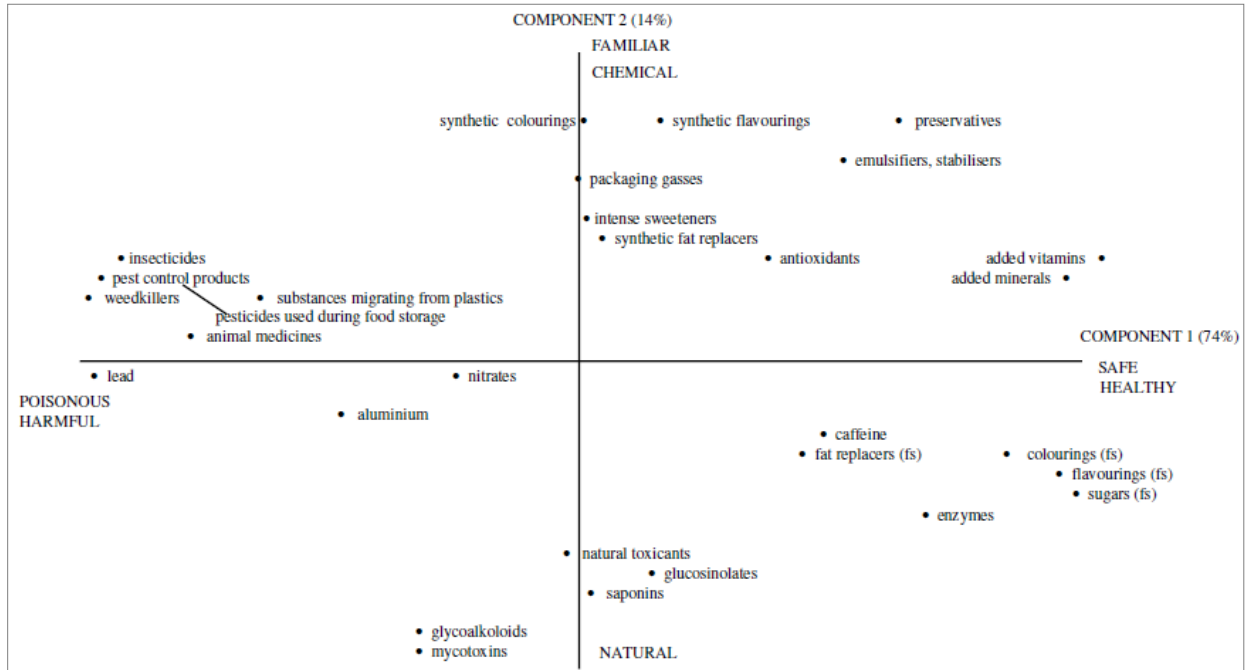 COMPONENT 2 (14%)
FAMILIAR
CHEMICAL
synthetic colourings
synthetic flavourings
preservatives
emulsifiers, stabilisers
packaging gasses
intense sweeteners
synthetic fat replacers
insecticides
antioxidants
added vitamins
pest control products
added minerals
weedkillers
substances migrating from plastics
pesticides used during food storage
animal medicines
COMPONENT 1 (74%)
lead
nitrates
SAFE
HEALTHY
POISONOUS
HARMFUL
aluminium
caffeine
fat replacers (fs)
colourings (fs)
flavourings (fs)
sugars (fs)
enzymes
natural toxicants
glucosinolates
saponins
glycoalkoloids
mycotoxins
NATURAL